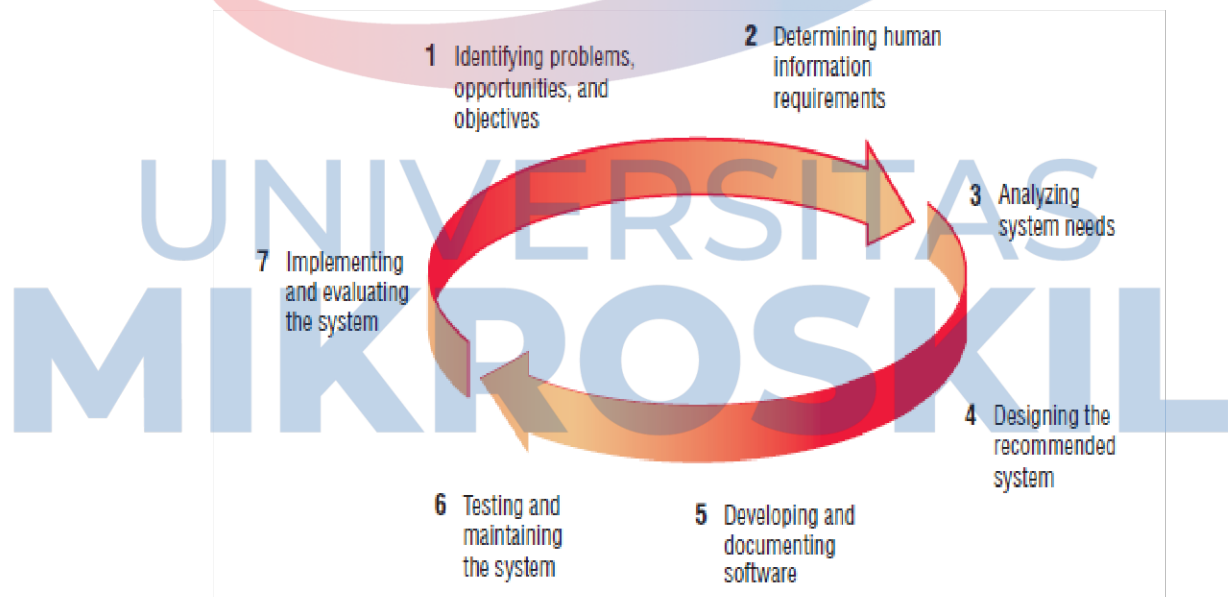 1 Identifying problems,
opportunities, and
objectives
2 Determining human
information
requirements
3 Analyzing
system needs
4 Designing the
recommended
system
5 Developing and
documenting
software
6 Testing and
maintaining
the system
7 Implementing
and evaluating
the system
UNIVERSITAS
MIKROSKIL